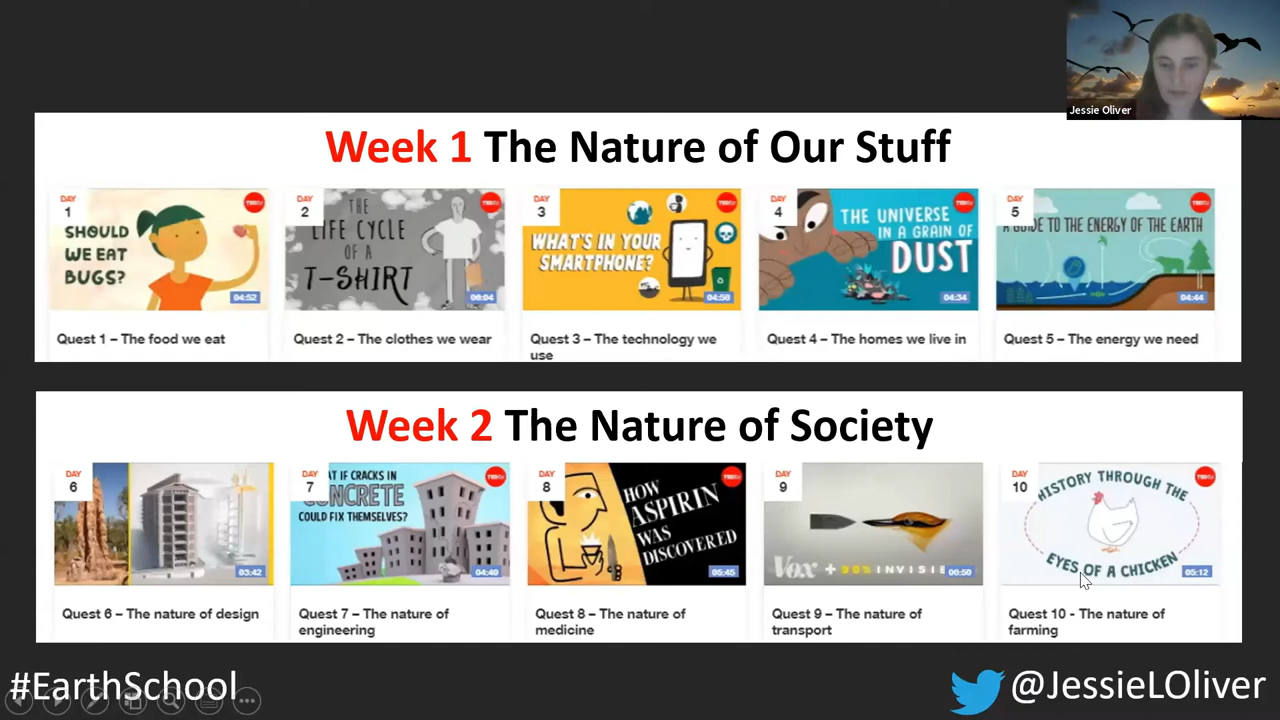 Jessie Oliver
Week 1 The Nature of Our Stuff
DAY
1
SHOULD
WE EAT
BUGS?
04:52
Quest 1 – The food we eat
DAY
2
THE
LIFE CYCLE
OF A
T-SHIRT
Quest 2 – The clothes we wear
DAY
3
WHAT'S IN YOUR
SMARTPHONE?
Quest 3 – The technology we
use
DAY
4
THE UNIVERSE
IN A GRAIN OF
DUST
04:34
Quest 4 – The homes we live in
DAY
5
A GUIDE TO THE ENERGY OF THE EARTH
04:44
Quest 5 – The energy we need
Week 2 The Nature of Society
DAY
6
03:42
Quest 6 – The nature of design
DAY
7
IF CRACKS IN
CONCRETE
COULD FIX THEMSELVES?
Quest 7 – The nature of
engineering
DAY
8
HOW
ASPIRIN
WAS
DISCOVERED
05:45
Quest 8 – The nature of
medicine
DAY
9
Vox +
Quest 9 – The nature of
transport
DAY
10
HISTORY THROUGH THE
EYES OF A CHICKEN
05:12
Quest 10 - The nature of
farming
#EarthSchool
@JessieLOliver